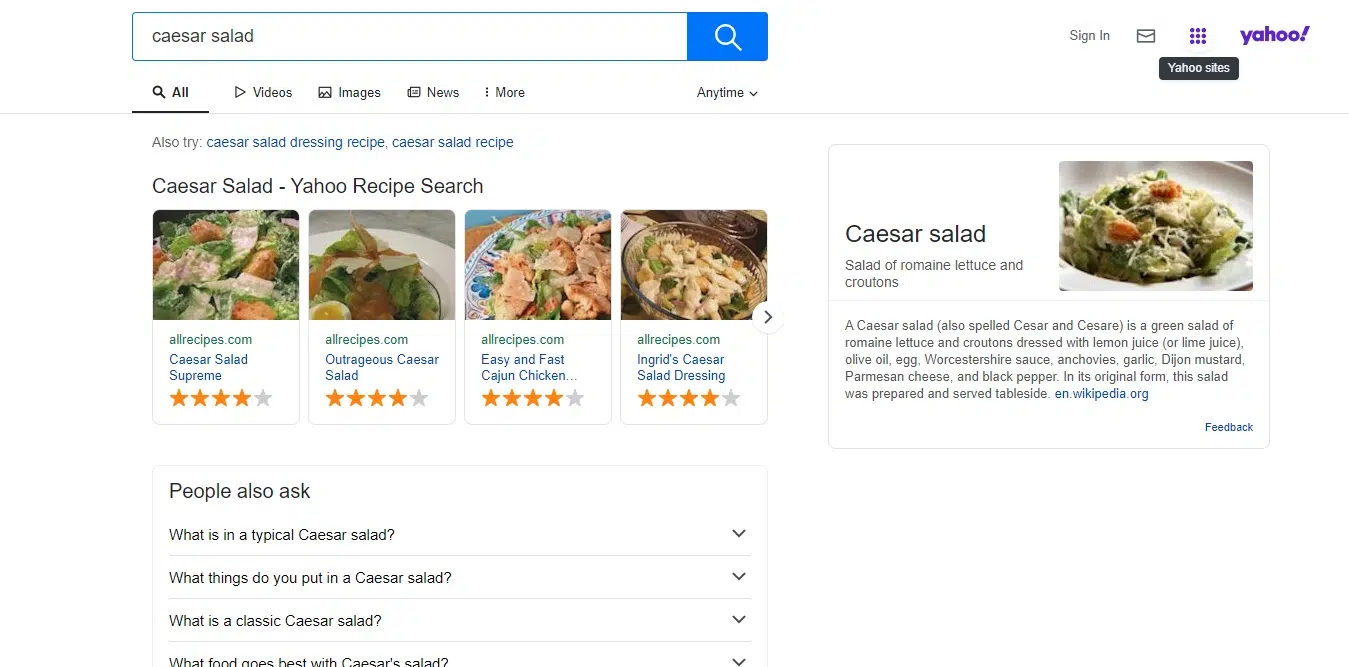 caesar salad
Sign In
yahoo!
Yahoo sites
All
Videos
Images
News
More
Anytime
Also try: caesar salad dressing recipe, caesar salad recipe
Caesar Salad - Yahoo Recipe Search
allrecipes.com
Caesar Salad
Supreme
allrecipes.com
Outrageous Caesar
Salad
allrecipes.com
Easy and Fast
Cajun Chicken...
allrecipes.com
Ingrid's Caesar
Salad Dressing
People also ask
What is in a typical Caesar salad?
What things do you put in a Caesar salad?
What is a classic Caesar salad?
What food goes best with Caesar's salad?
Caesar salad
Salad of romaine lettuce and
croutons
A Caesar salad (also spelled Cesar and Cesare) is a green salad of
romaine lettuce and croutons dressed with lemon juice (or lime juice),
olive oil, egg, Worcestershire sauce, anchovies, garlic, Dijon mustard,
Parmesan cheese, and black pepper. In its original form, this salad
was prepared and served tableside. en.wikipedia.org
Feedback